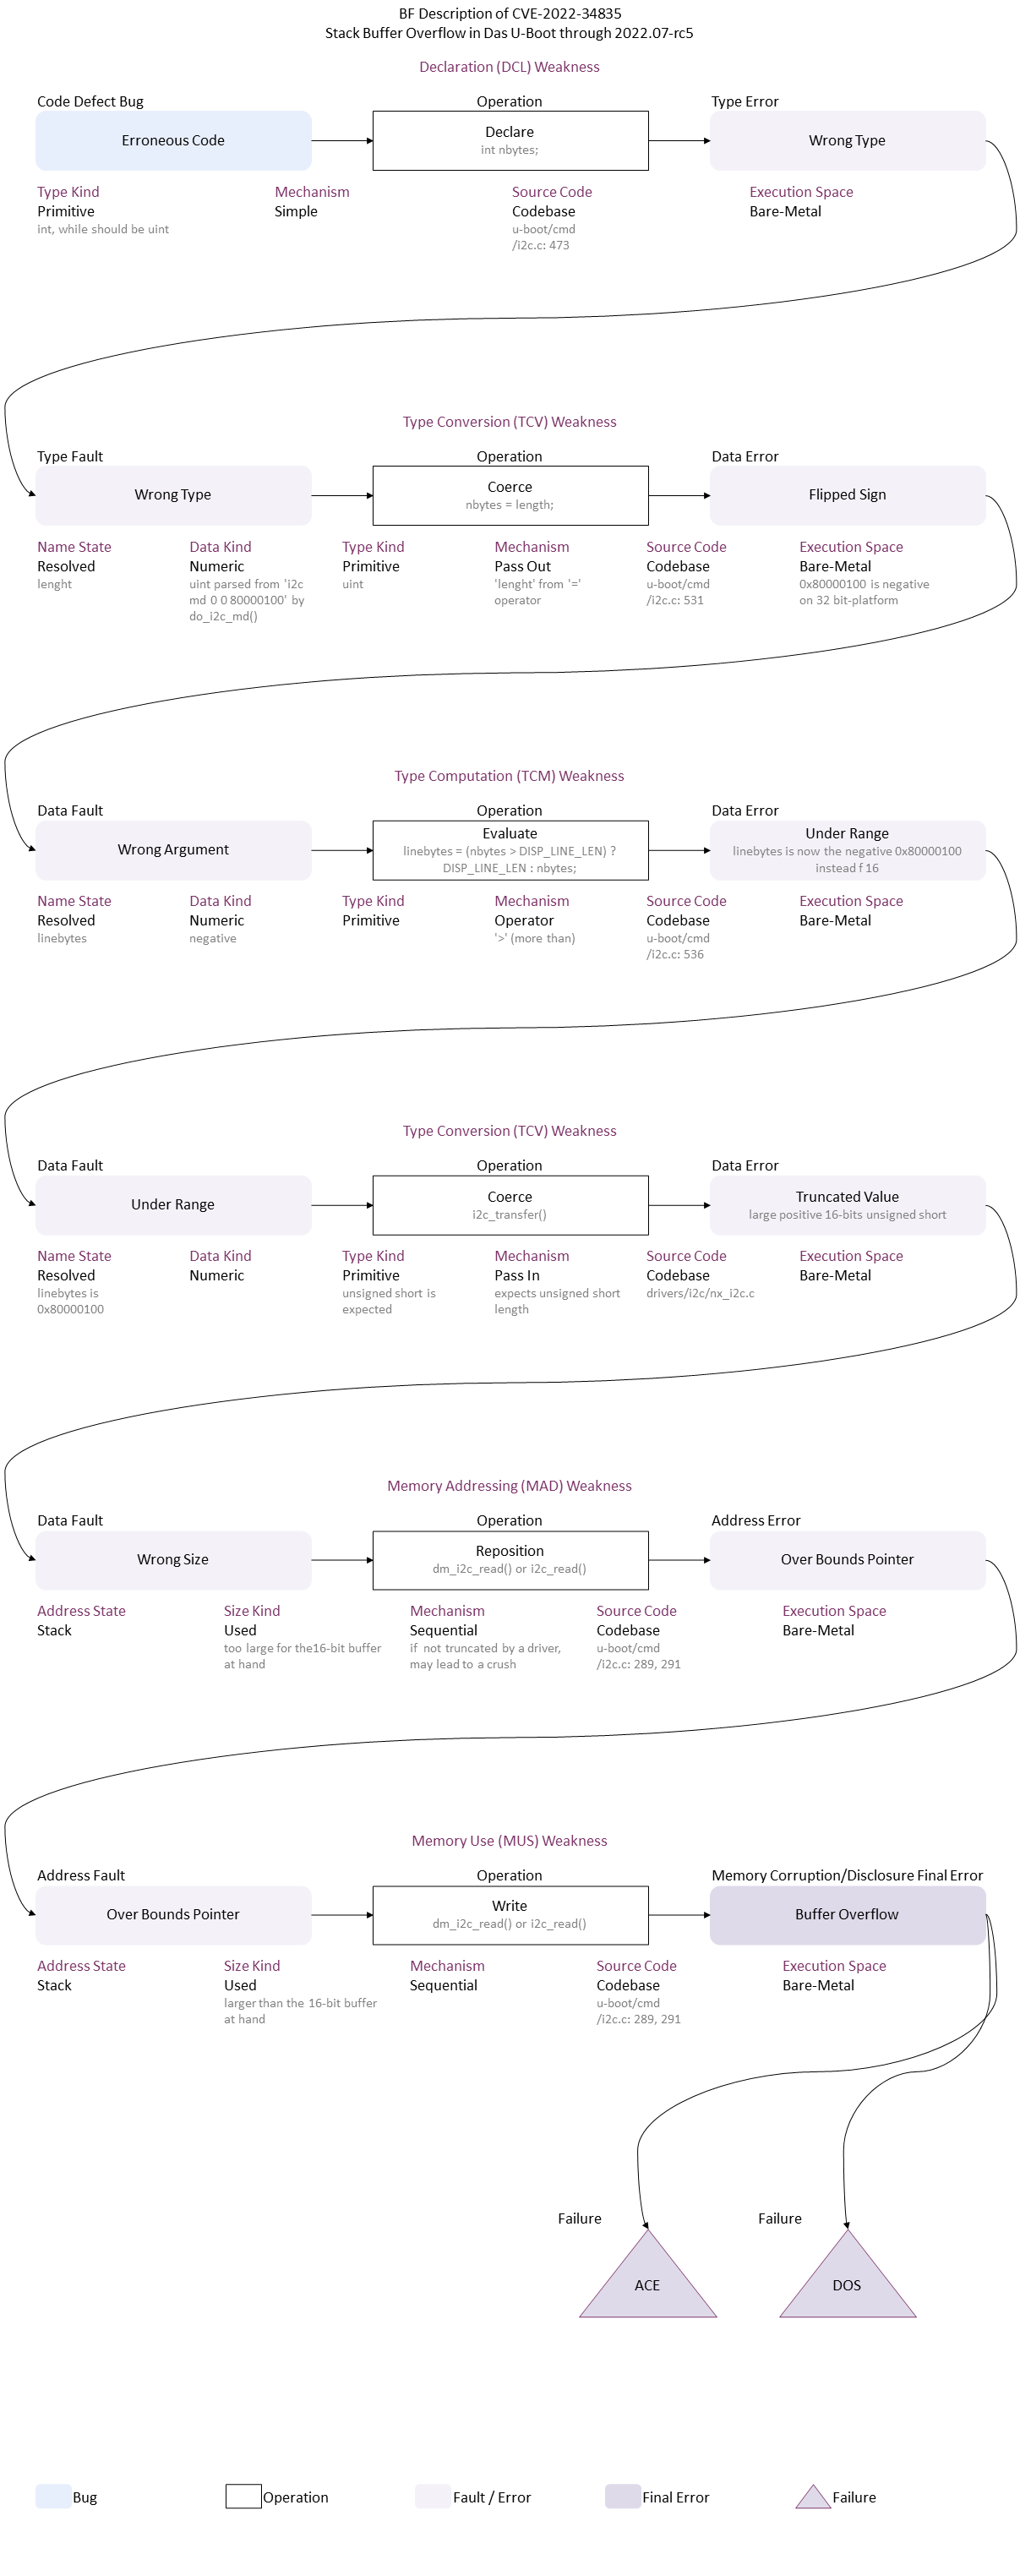 BF Description of CVE-2022-34835
Stack Buffer Overflow in Das U-Boot through 2022.07-rc5
Declaration (DCL) Weakness
Code Defect Bug
Operation
Type Error
Erroneous Code
Declare
int nbytes;
Wrong Type
Type Kind
Primitive
int, while should be uint
Mechanism
Simple
Source Code
Codebase
u-boot/cmd
/i2c.c: 473
Execution Space
Bare-Metal
Type Conversion (TCV) Weakness
Type Fault
Operation
Data Error
Wrong Type
Coerce
nbytes = length;
Flipped Sign
Name State
Resolved
lenght
Data Kind
Numeric
uint parsed from 'i2c
md 0 0 80000100' by
do_i2c_md()
Type Kind
Primitive
uint
Mechanism
Pass Out
'lenght' from '='
operator
Source Code
Codebase
u-boot/cmd
/i2c.c: 531
Execution Space
Bare-Metal
0x80000100 is negative
on 32 bit-platform
Type Computation (TCM) Weakness
Data Fault
Operation
Data Error
Wrong Argument
Evaluate
linebytes = (nbytes > DISP_LINE_LEN) ?
DISP_LINE_LEN : nbytes;
Under Range
linebytes is now the negative 0x80000100
instead f 16
Name State
Resolved
linebytes
Data Kind
Numeric
negative
Type Kind
Primitive
Mechanism
Operator
'>' (more than)
Source Code
Codebase
u-boot/cmd
/i2c.c: 536
Execution Space
Bare-Metal
Type Conversion (TCV) Weakness
Data Fault
Operation
Data Error
Under Range
Coerce
i2c_transfer()
Truncated Value
large positive 16-bits unsigned short
Name State
Resolved
linebytes is
0x80000100
Data Kind
Numeric
Type Kind
Primitive
unsigned short is
expected
Mechanism
Pass In
expects unsigned short
length
Source Code
Codebase
drivers/i2c/nx_i2c.c
Execution Space
Bare-Metal
Memory Addressing (MAD) Weakness
Data Fault
Operation
Address Error
Wrong Size
Reposition
dm_i2c_read() or i2c_read()
Over Bounds Pointer
Address State
Stack
Size Kind
Used
too large for the16-bit buffer
at hand
Mechanism
Sequential
if not truncated by a driver,
may lead to a crush
Source Code
Codebase
u-boot/cmd
/i2c.c: 289, 291
Execution Space
Bare-Metal
Memory Use (MUS) Weakness
Address Fault
Operation
Memory Corruption/Disclosure Final Error
Over Bounds Pointer
Write
dm_i2c_read() or i2c_read()
Buffer Overflow
Address State
Stack
Size Kind
Used
larger than the 16-bit buffer
at hand
Mechanism
Sequential
Source Code
Codebase
u-boot/cmd
/i2c.c: 289, 291
Execution Space
Bare-Metal
Failure
Failure
ACE
DOS
Bug
Operation
Fault / Error
Final Error
Failure